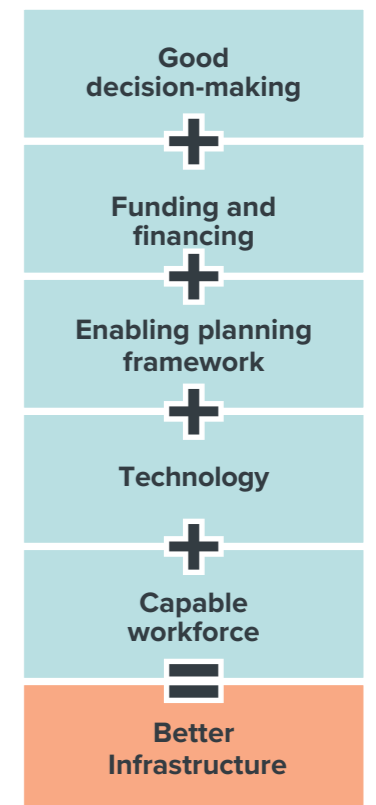 Good
decision-making
+
Funding and
financing
+
Enabling planning
framework
+
Technology
+
Capable
workforce
=
Better
Infrastructure